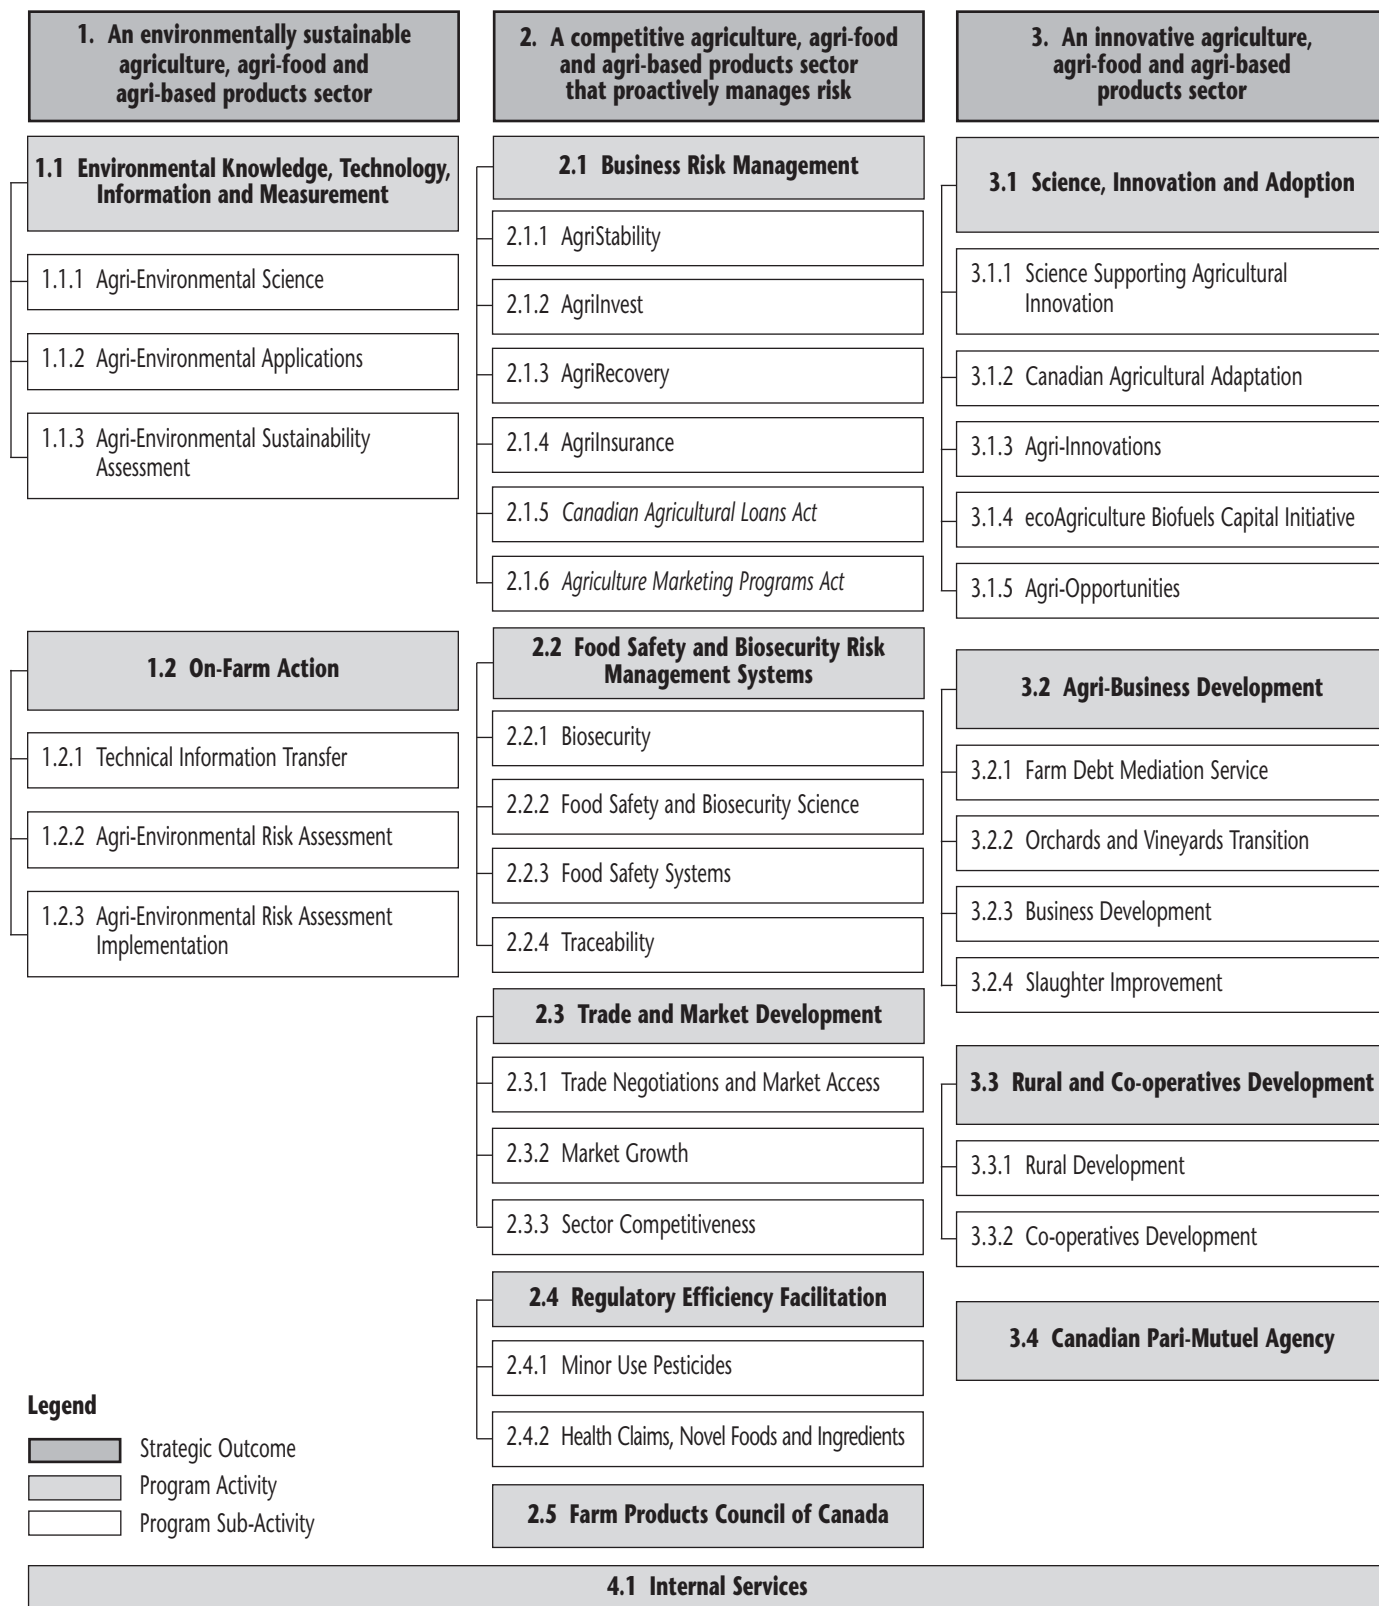 1. An environmentally sustainable
agriculture, agri-food and
agri-based products sector
1.1 Environmental Knowledge, Technology,
Information and Measurement
1.1.1 Agri-Environmental Science
1.1.2 Agri-Environmental Applications
1.1.3 Agri-Environmental Sustainability
Assessment
1.2 On-Farm Action
1.2.1 Technical Information Transfer
1.2.2 Agri-Environmental Risk Assessment
1.2.3 Agri-Environmental Risk Assessment
Implementation
2. A competitive agriculture, agri-food
and agri-based products sector
that proactively manages risk
2.1 Business Risk Management
2.1.1 AgriStability
2.1.2 AgriInvest
2.1.3 AgriRecovery
2.1.4 AgriInsurance
2.1.5 Canadian Agricultural Loans Act
2.1.6 Agriculture Marketing Programs Act
2.2 Food Safety and Biosecurity Risk
Management Systems
2.2.1 Biosecurity
2.2.2 Food Safety and Biosecurity Science
2.2.3 Food Safety Systems
2.2.4 Traceability
2.3 Trade and Market Development
2.3.1 Trade Negotiations and Market Access
2.3.2 Market Growth
2.3.3 Sector Competitiveness
2.4 Regulatory Efficiency Facilitation
2.4.1 Minor Use Pesticides
2.4.2 Health Claims, Novel Foods and Ingredients
2.5 Farm Products Council of Canada
3. An innovative agriculture,
agri-food and agri-based
products sector
3.1 Science, Innovation and Adoption
3.1.1 Science Supporting Agricultural
Innovation
3.1.2 Canadian Agricultural Adaptation
3.1.3 Agri-Innovations
3.1.4 ecoAgriculture Biofuels Capital Initiative
3.1.5 Agri-Opportunities
3.2 Agri-Business Development
3.2.1 Farm Debt Mediation Service
3.2.2 Orchards and Vineyards Transition
3.2.3 Business Development
3.2.4 Slaughter Improvement
3.3 Rural and Co-operatives Development
3.3.1 Rural Development
3.3.2 Co-operatives Development
3.4 Canadian Pari-Mutuel Agency
Legend
Strategic Outcome
Program Activity
Program Sub-Activity
4.1 Internal Services